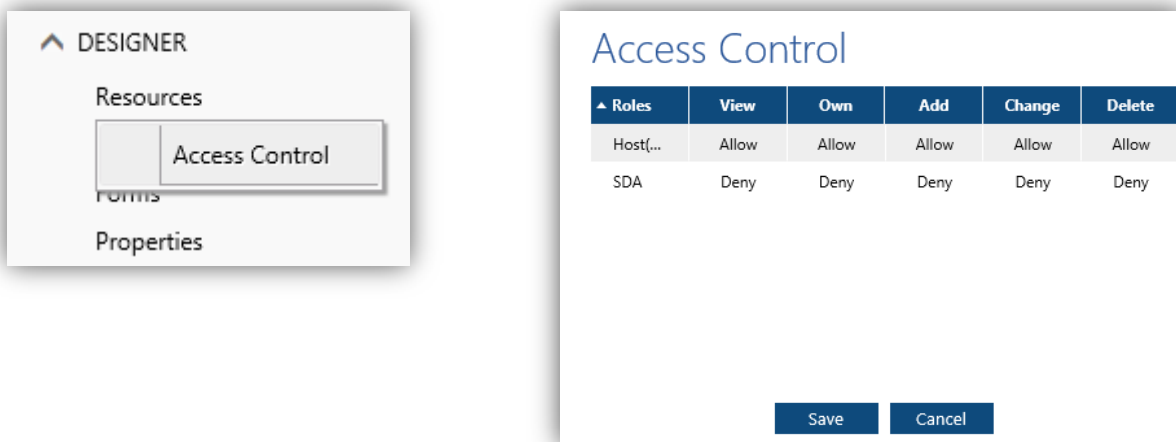 DESIGNER
Resources
Access Control
Forms
Properties
Access Control
Roles View Own Add Change Delete
Host(... Allow Allow Allow Allow Allow
SDA Deny Deny Deny Deny Deny
Save Cancel